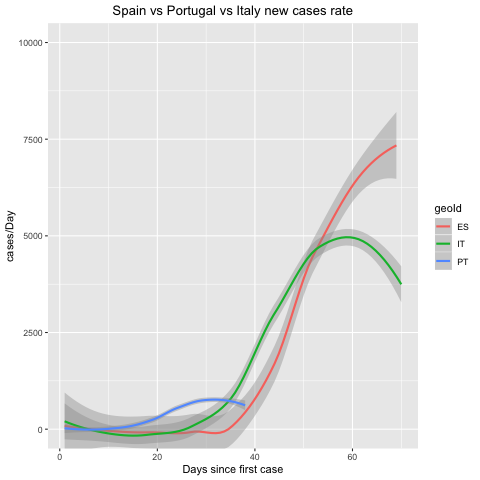 Spain vs Portugal vs Italy new cases rate
10000
7500
5000
2500
0
cases/Day
0 20 40 60
Days since first case
geoId
ES
IT
PT